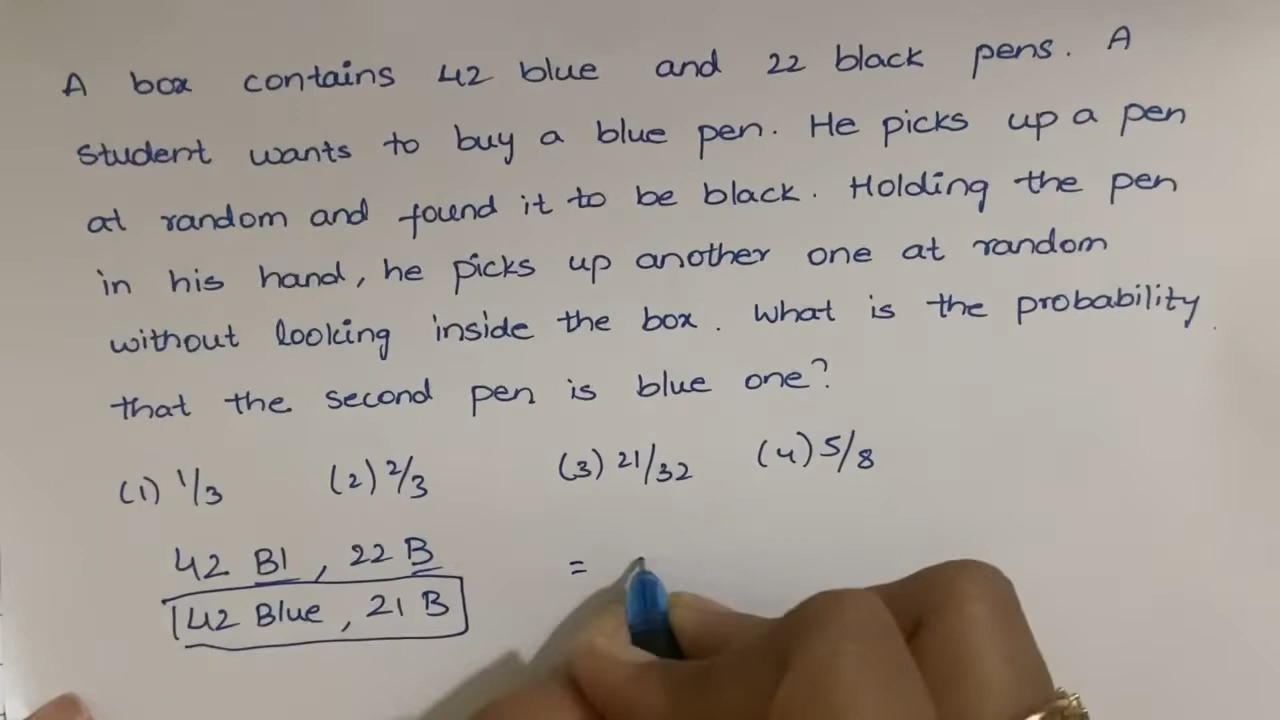 A box contains 42 blue and 22 black pens. A
student wants to buy a blue pen. He picks up a pen
at random and found it to be black. Holding the pen
in his hand, he picks up another one at random
without looking inside the box. What is the probability
that the second pen is blue one?
(1) 1/3 (2) 2/3 (3) 21/32 (4) 5/8
42 Bl, 22 B =
42 Blue, 21 B